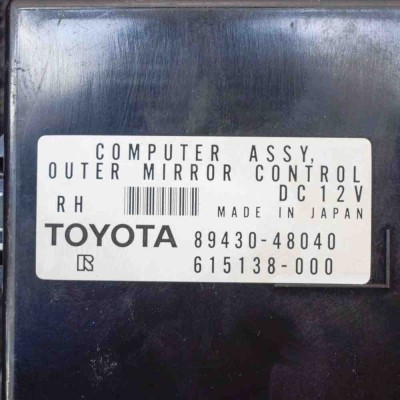 COMPUTER ASSY,
OUTER MIRROR CONTROL
DC 12V
RH
MADE IN JAPAN
TOYOTA 89430-48040
R 615138-000